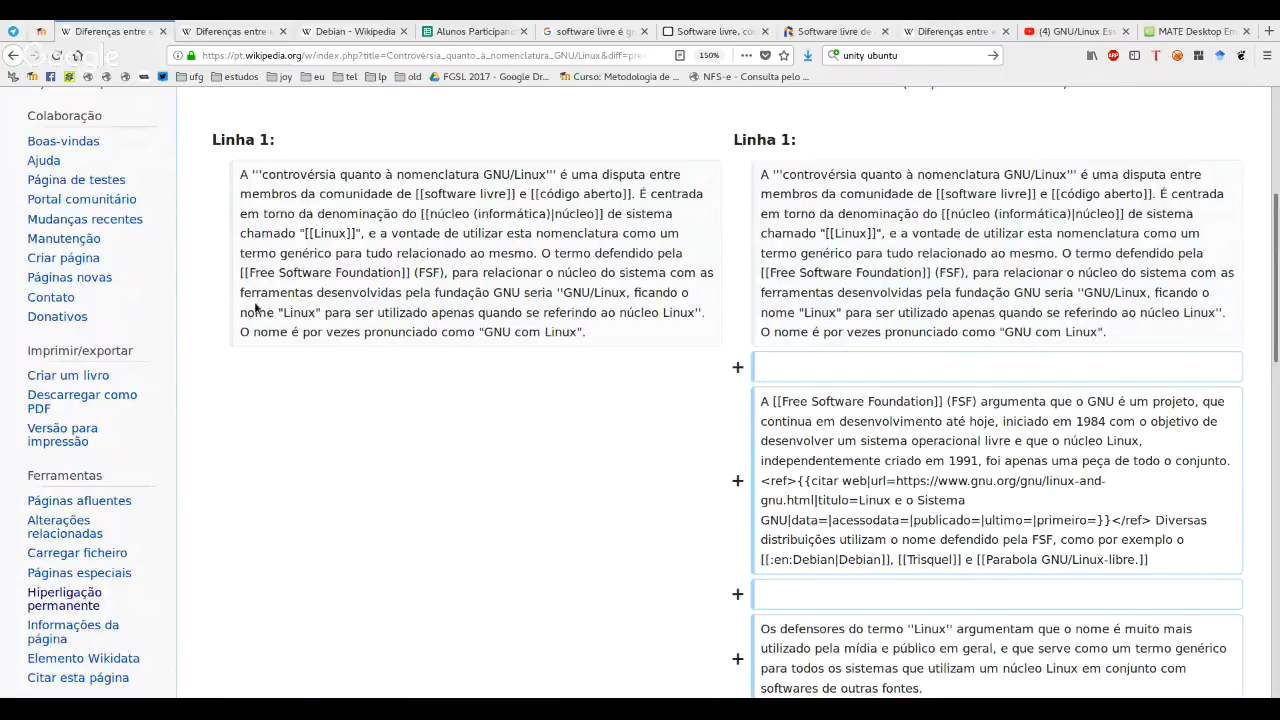 Diferenças entre e
Diferenças entre e
Debian - Wikipedia
Alunos Participan
software livre é g
Software livre, có
Software livre de
Diferenças entre e
(4) GNU/Linux Es
MATE Desktop En
Google
https://pt.wikipedia.org/w/index.php?title=Controvérsia_quanto_à_nomenclatura_GNU/Linux&diff=pre
150%
unity ubuntu
ufg
estudos
joy
eu
tel
lp
old
FGSL 2017 - Google Dr...
Curso: Metodologia de ...
NFS-e - Consulta pelo ...
Colaboração
Boas-vindas
Ajuda
Página de testes
Portal comunitário
Mudanças recentes
Manutenção
Criar página
Páginas novas
Contato
Donativos
Imprimir/exportar
Criar um livro
Descarregar como
PDF
Versão para
impressão
Ferramentas
Páginas afluentes
Alterações
relacionadas
Carregar ficheiro
Páginas especiais
Hiperligação
permanente
Informações da
página
Elemento Wikidata
Citar esta página
Linha 1:
A '''controvérsia quanto à nomenclatura GNU/Linux''' é uma disputa entre
membros da comunidade de [[software livre]] e [[código aberto]]. É centrada
em torno da denominação do [[núcleo (informática)|núcleo]] de sistema
chamado "[[Linux]]", e a vontade de utilizar esta nomenclatura como um
termo genérico para tudo relacionado ao mesmo. O termo defendido pela
[[Free Software Foundation]] (FSF), para relacionar o núcleo do sistema com as
ferramentas desenvolvidas pela fundação GNU seria ''GNU/Linux, ficando o
nome "Linux" para ser utilizado apenas quando se referindo ao núcleo Linux''.
O nome é por vezes pronunciado como "GNU com Linux".
Linha 1:
A '''controvérsia quanto à nomenclatura GNU/Linux''' é uma disputa entre
membros da comunidade de [[software livre]] e [[código aberto]]. É centrada
em torno da denominação do [[núcleo (informática)|núcleo]] de sistema
chamado "[[Linux]]", e a vontade de utilizar esta nomenclatura como um
termo genérico para tudo relacionado ao mesmo. O termo defendido pela
[[Free Software Foundation]] (FSF), para relacionar o núcleo do sistema com as
ferramentas desenvolvidas pela fundação GNU seria ''GNU/Linux, ficando o
nome "Linux" para ser utilizado apenas quando se referindo ao núcleo Linux''.
O nome é por vezes pronunciado como "GNU com Linux".
+
+
A [[Free Software Foundation]] (FSF) argumenta que o GNU é um projeto, que
continua em desenvolvimento até hoje, iniciado em 1984 com o objetivo de
desenvolver um sistema operacional livre e que o núcleo Linux,
independentemente criado em 1991, foi apenas uma peça de todo o conjunto.
<ref>{{citar web|url=https://www.gnu.org/gnu/linux-and-
gnu.html|titulo=Linux e o Sistema
GNU|data=|acessodata=|publicado=|ultimo=|primeiro=}}</ref> Diversas
distribuições utilizam o nome defendido pela FSF, como por exemplo o
[[:en:Debian|Debian]], [[Trisquel]] e [[Parabola GNU/Linux-libre.]]
+
+
Os defensores do termo ''Linux'' argumentam que o nome é muito mais
utilizado pela mídia e público em geral, e que serve como um termo genérico
para todos os sistemas que utilizam um núcleo Linux em conjunto com
softwares de outras fontes.